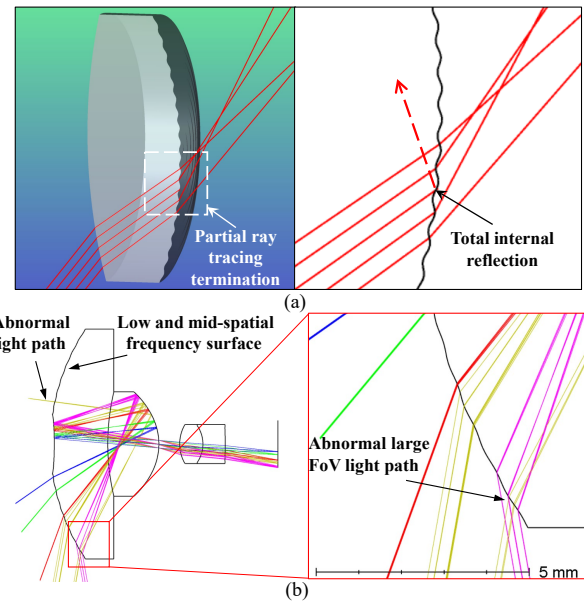 Partial ray
tracing
termination
Total internal
reflection
(a)
Abnormal
light path
Low and mid-spatial
frequency surface
Abnormal large
FoV light path
5 mm
(b)